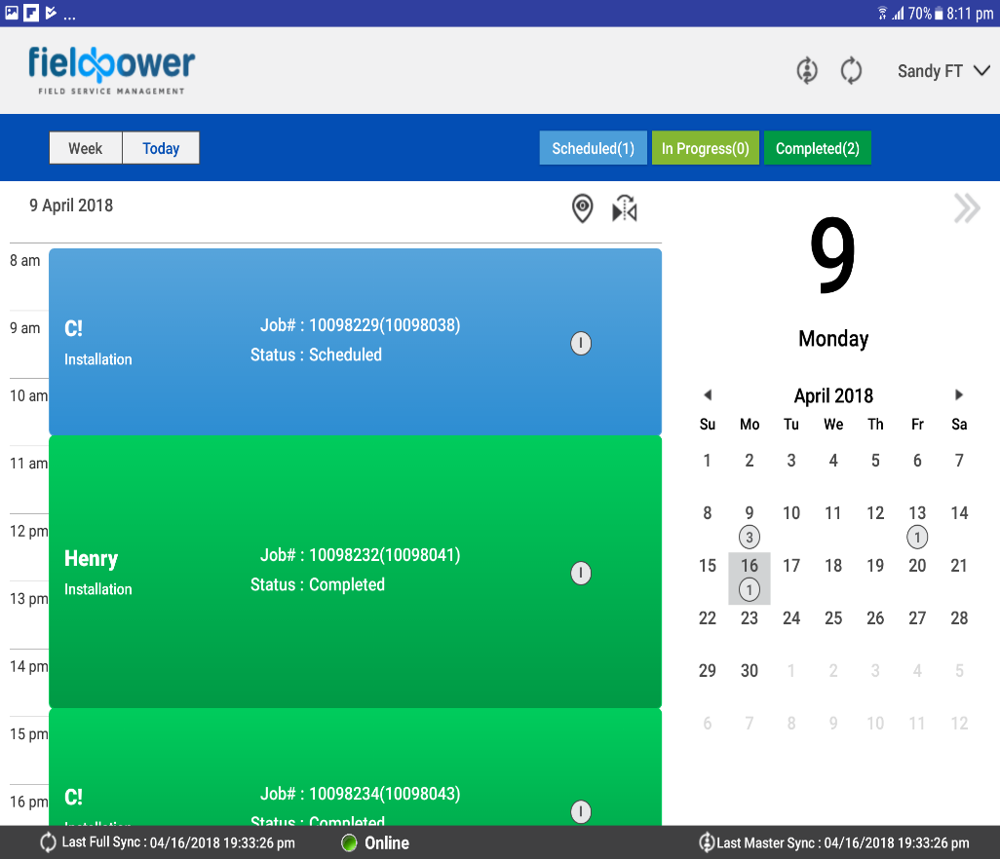 ... 70% 8:11 pm
fieldpower
FIELD SERVICE MANAGEMENT
Sandy FT
Week Today Scheduled(1) In Progress(0) Completed(2)
9 April 2018
8 am
9 am
10 am
11 am
12 pm
13 pm
14 pm
15 pm
16 pm
C!
Installation
Job# : 10098229(10098038)
Status : Scheduled
I
Henry
Installation
Job# : 10098232(10098041)
Status : Completed
I
C!
Installation
Job# : 10098234(10098043)
Status : Completed
I
9
Monday
April 2018
Su Mo Tu We Th Fr Sa
1 2 3 4 5 6 7
8 9 10 11 12 13 14
3 1
15 16 17 18 19 20 21
1
22 23 24 25 26 27 28
29 30 1 2 3 4 5
6 7 8 9 10 11 12
Last Full Sync : 04/16/2018 19:33:26 pm Online Last Master Sync : 04/16/2018 19:33:26 pm